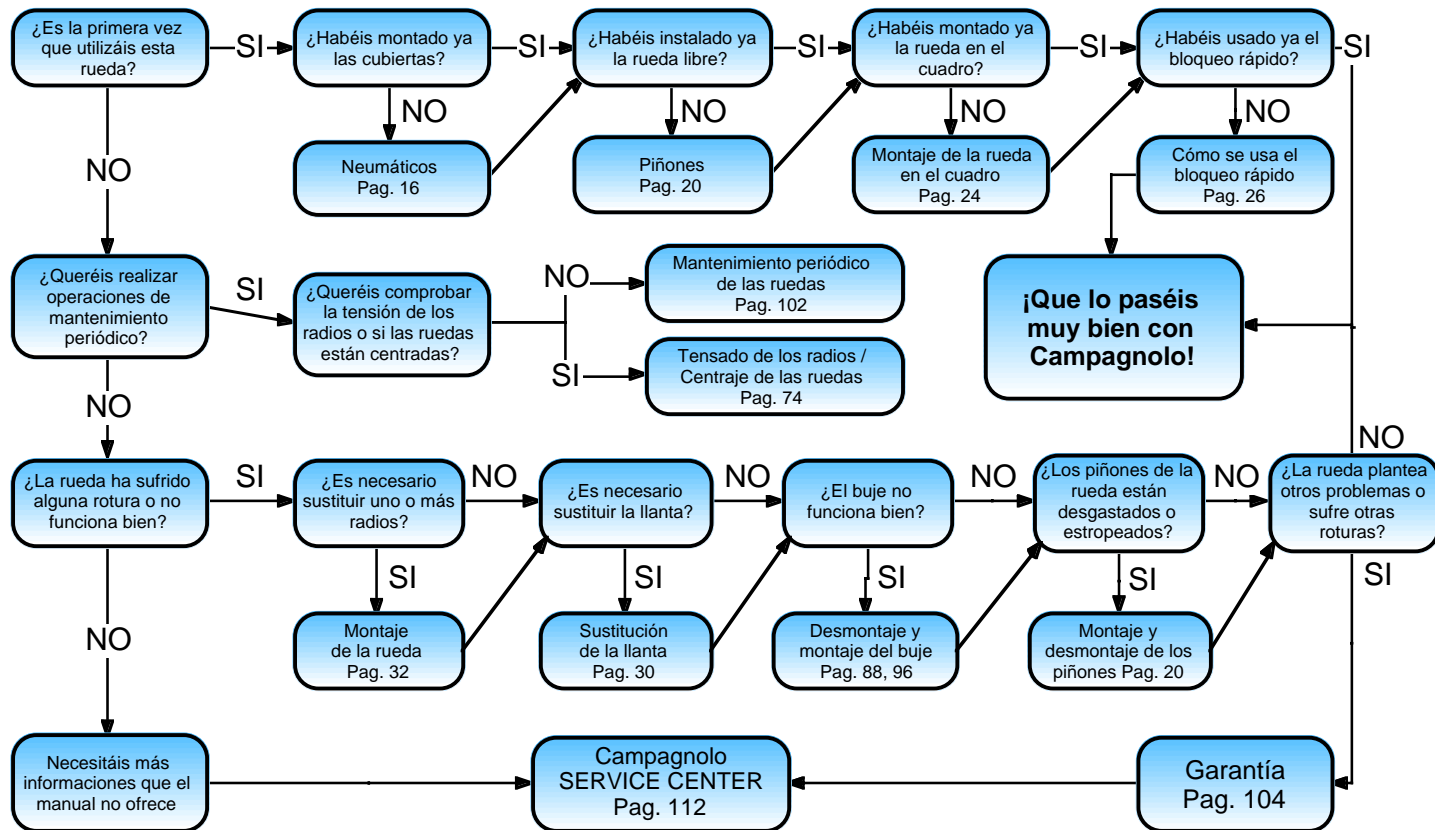 ¿Es la primera vez
que utilizáis esta
rueda?
SI
¿Habéis montado ya
las cubiertas?
SI
¿Habéis instalado ya
la rueda libre?
SI
¿Habéis montado ya
la rueda en el
cuadro?
SI
¿Habéis usado ya el
bloqueo rápido?
SI
NO
NO
NO
NO
NO
Neumáticos
Pag. 16
Piñones
Pag. 20
Montaje de la rueda
en el cuadro
Pag. 24
Cómo se usa el
bloqueo rápido
Pag. 26
¿Queréis realizar
operaciones de
mantenimiento
periódico?
SI
¿Queréis comprobar
la tensión de los
radios o si las ruedas
están centradas?
NO
Mantenimiento periódico
de las ruedas
Pag. 102
SI
Tensado de los radios /
Centraje de las ruedas
Pag. 74
¡Que lo paséis
muy bien con
Campagnolo!
NO
NO
¿La rueda ha sufrido
alguna rotura o no
funciona bien?
SI
¿Es necesario
sustituir uno o más
radios?
NO
¿Es necesario
sustituir la llanta?
NO
¿El buje no
funciona bien?
NO
¿Los piñones de la
rueda están
desgastados o
estropeados?
NO
¿La rueda plantea
otros problemas o
sufre otras
roturas?
SI
SI
SI
SI
SI
NO
Montaje
de la rueda
Pag. 32
Sustitución
de la llanta
Pag. 30
Desmontaje y
montaje del buje
Pag. 88, 96
Montaje y
desmontaje de los
piñones Pag. 20
Necesitáis más
informaciones que el
manual no ofrece
Campagnolo
SERVICE CENTER
Pag. 112
Garantía
Pag. 104